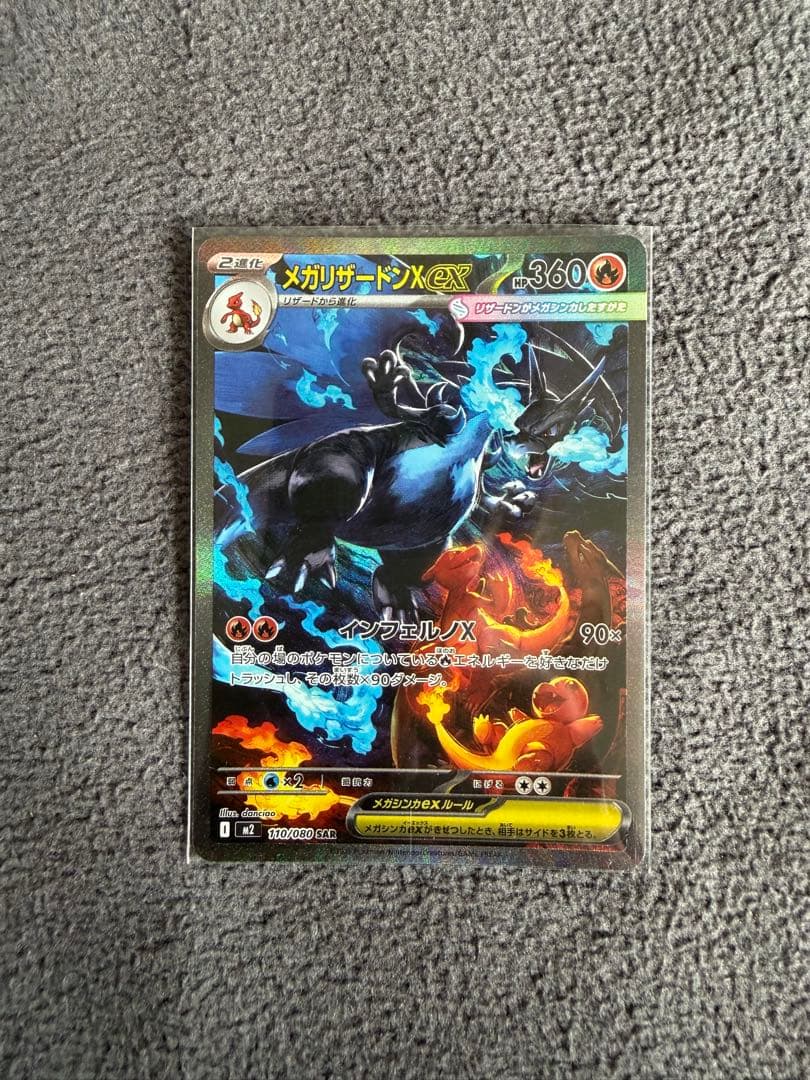 2進化 メガリザードンXex HP360
リザードから進化 リザードンがメガシンカしたすがた
インフェルノX 90×
自分の場のポケモンについているエネルギーを好きなだけ
トラッシュし、その枚数×90ダメージ。
弱点 ×2 抵抗力 にげる
メガシンカexルール
メガシンカexがきぜつしたとき、相手はサイドを3枚とる。
Illus. danciao
I M2 110/080 SAR